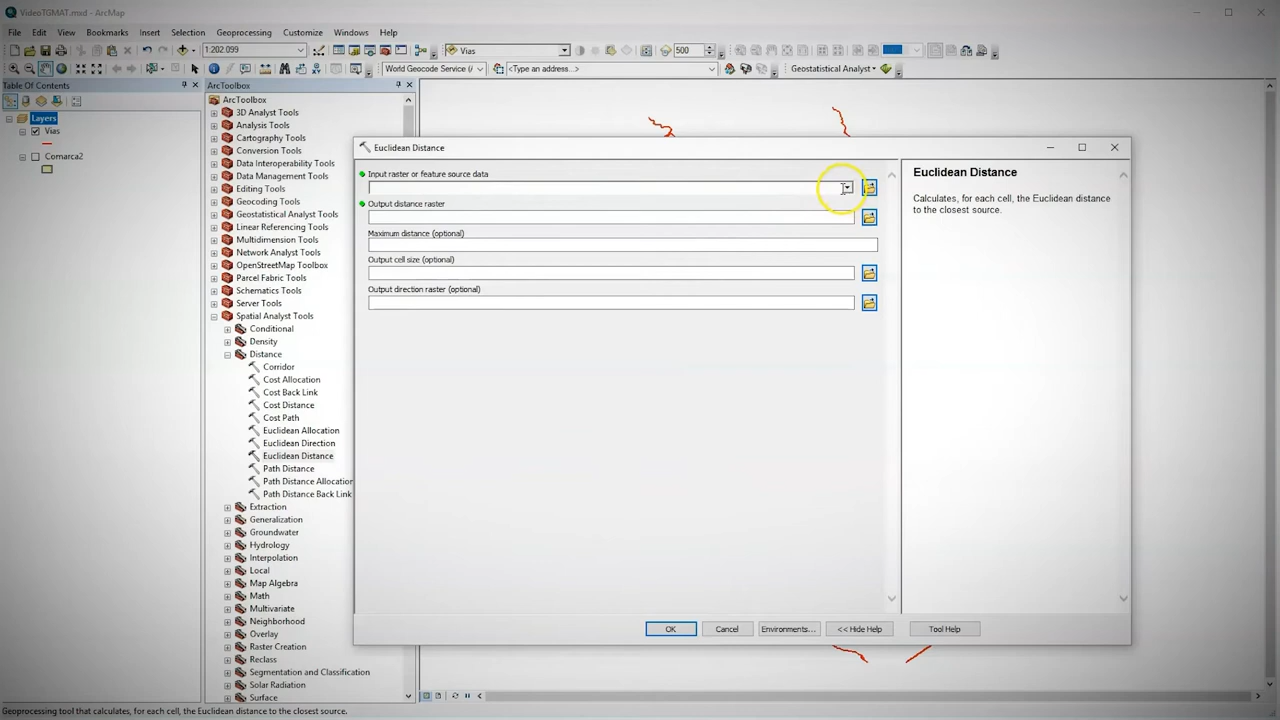 VideoTGMAT.mxd - ArcMap
File Edit View Bookmarks Insert Selection Geoprocessing Customize Windows Help
1:202.099
Vias
500
World Geocode Service (
<Type an address...>
Geostatistical Analyst
Table Of Contents
Layers
Vias
Comarca2
ArcToolbox
ArcToolbox
3D Analyst Tools
Analysis Tools
Cartography Tools
Conversion Tools
Data Interoperability Tools
Data Management Tools
Editing Tools
Geocoding Tools
Geostatistical Analyst Tools
Linear Referencing Tools
Multidimension Tools
Network Analyst Tools
OpenStreetMap Toolbox
Parcel Fabric Tools
Schematics Tools
Server Tools
Spatial Analyst Tools
Conditional
Density
Distance
Corridor
Cost Allocation
Cost Back Link
Cost Distance
Cost Path
Euclidean Allocation
Euclidean Direction
Euclidean Distance
Path Distance
Path Distance Allocation
Path Distance Back Link
Extraction
Generalization
Groundwater
Hydrology
Interpolation
Local
Map Algebra
Math
Multivariate
Neighborhood
Overlay
Raster Creation
Reclass
Segmentation and Classification
Solar Radiation
Surface
Euclidean Distance
Input raster or feature source data
Output distance raster
Maximum distance (optional)
Output cell size (optional)
Output direction raster (optional)
OK Cancel Environments... << Hide Help Tool Help
Euclidean Distance
Calculates, for each cell, the Euclidean distance
to the closest source.
Geoprocessing tool that calculates, for each cell, the Euclidean distance to the closest source.